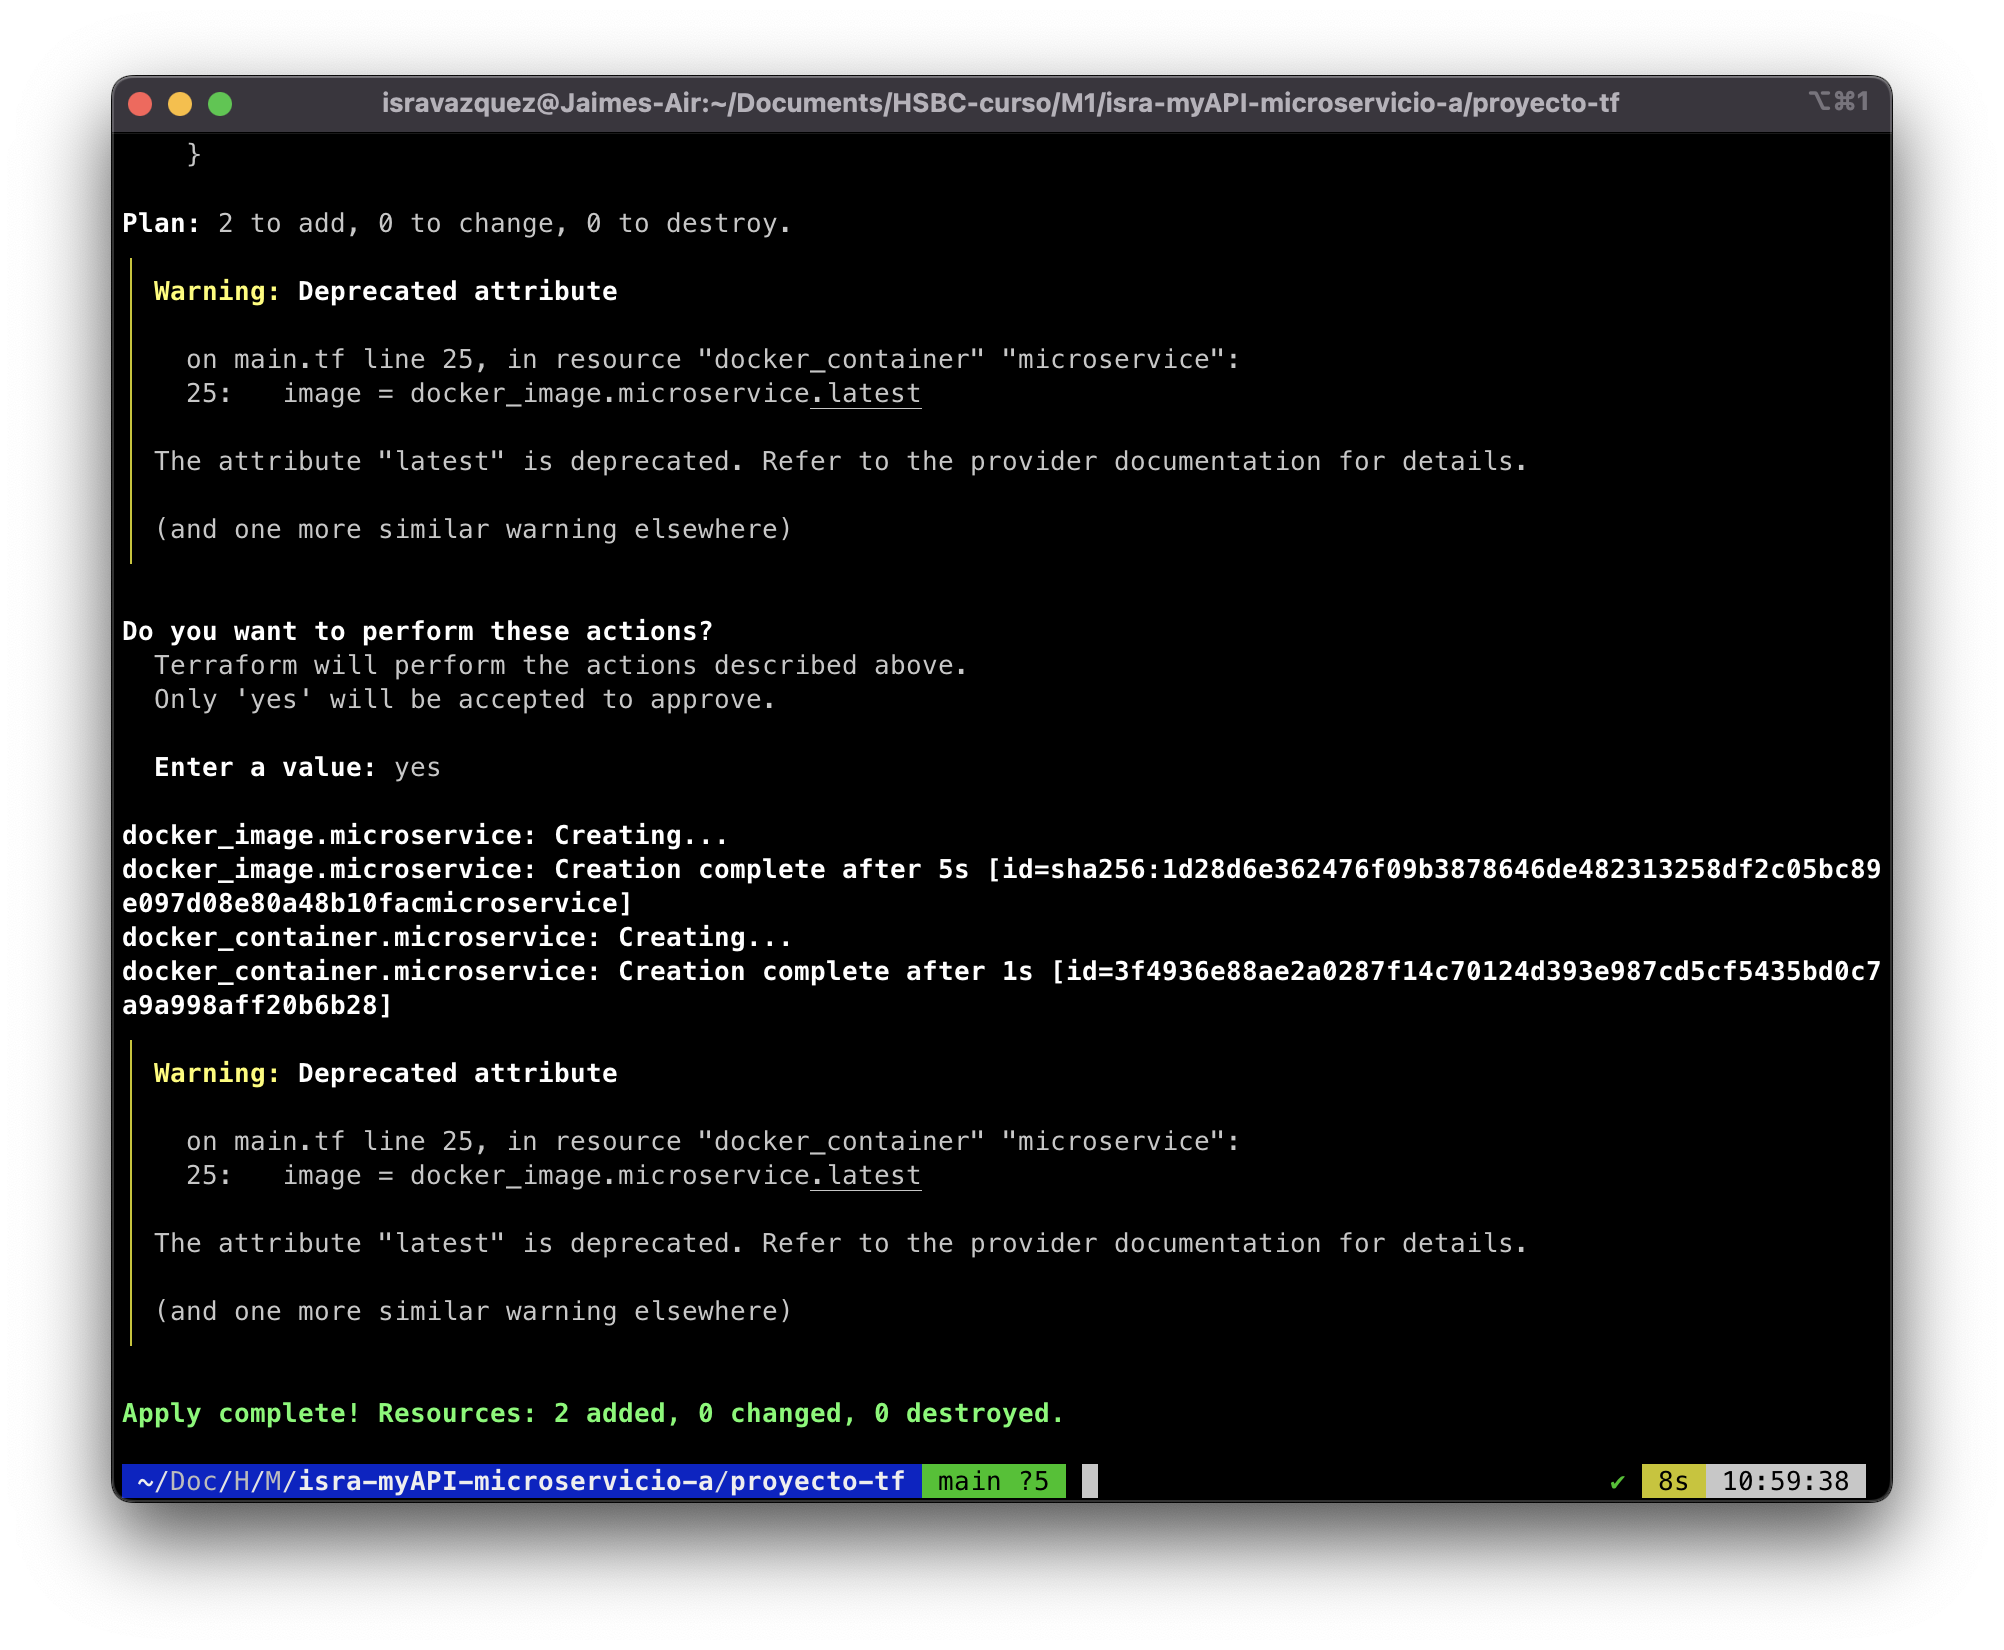 isravazquez@Jaimes-Air:~/Documents/HSBC-curso/M1/isra-myAPI-microservicio-a/proyecto-tf
⌥⌘1
}
Plan: 2 to add, 0 to change, 0 to destroy.
Warning: Deprecated attribute
on main.tf line 25, in resource "docker_container" "microservice":
25:   image = docker_image.microservice.latest
The attribute "latest" is deprecated. Refer to the provider documentation for details.
(and one more similar warning elsewhere)
Do you want to perform these actions?
Terraform will perform the actions described above.
Only 'yes' will be accepted to approve.
Enter a value: yes
docker_image.microservice: Creating...
docker_image.microservice: Creation complete after 5s [id=sha256:1d28d6e362476f09b3878646de482313258df2c05bc89
e097d08e80a48b10facmicroservice]
docker_container.microservice: Creating...
docker_container.microservice: Creation complete after 1s [id=3f4936e88ae2a0287f14c70124d393e987cd5cf5435bd0c7
a9a998aff20b6b28]
Warning: Deprecated attribute
on main.tf line 25, in resource "docker_container" "microservice":
25:   image = docker_image.microservice.latest
The attribute "latest" is deprecated. Refer to the provider documentation for details.
(and one more similar warning elsewhere)
Apply complete! Resources: 2 added, 0 changed, 0 destroyed.
~/Doc/H/M/isra-myAPI-microservicio-a/proyecto-tf main ?5 ✔ 8s 10:59:38